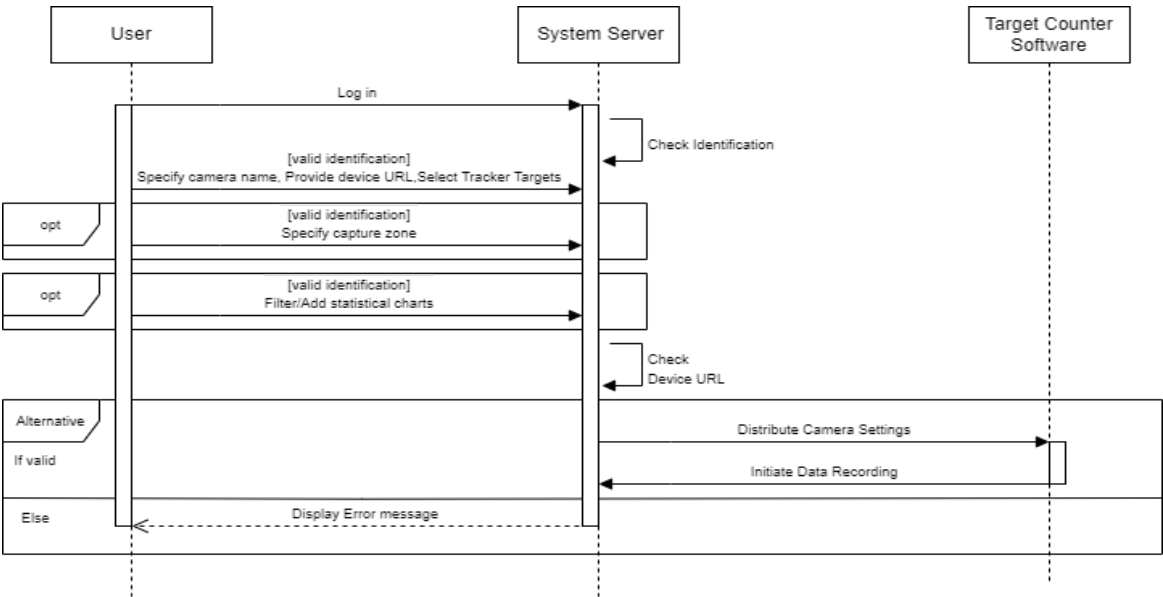 User
System Server
Target Counter
Software
Log in
Check Identification
[valid identification]
Specify camera name, Provide device URL,Select Tracker Targets
opt
[valid identification]
Specify capture zone
opt
[valid identification]
Filter/Add statistical charts
Check
Device URL
Alternative
Distribute Camera Settings
If valid
Initiate Data Recording
Else
Display Error message